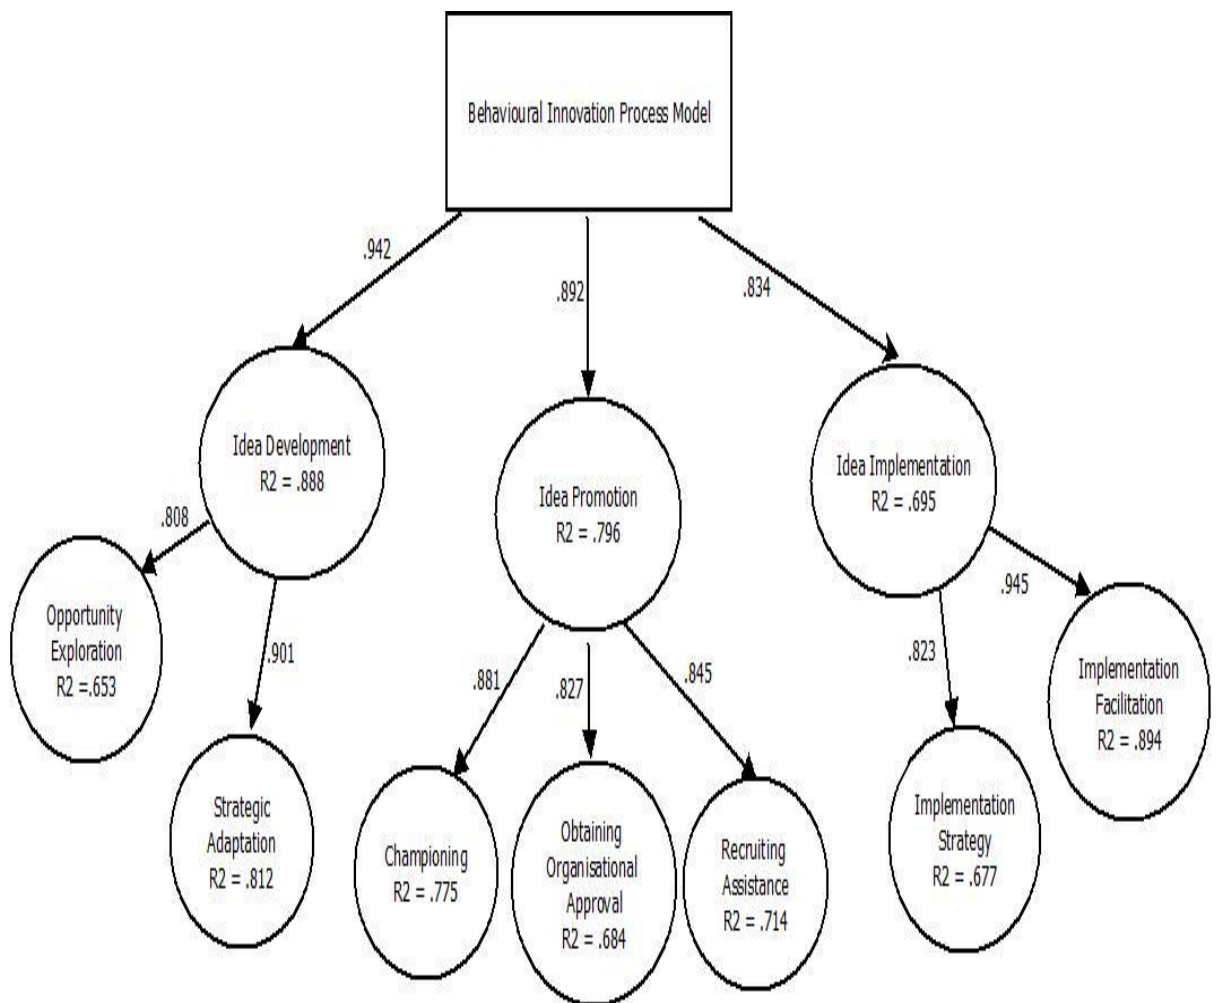 Behavioural Innovation Process Model
.942
.892
.834
Idea Development
R2 = .888
Idea Promotion
R2 = .796
Idea Implementation
R2 = .695
.808
.901
.881
.827
.845
.823
.945
Opportunity
Exploration
R2 =.653
Strategic
Adaptation
R2 = .812
Championing
R2 = .775
Obtaining
Organisational
Approval
R2 = .684
Recruiting
Assistance
R2 = .714
Implementation
Strategy
R2 = .677
Implementation
Facilitation
R2 = .894